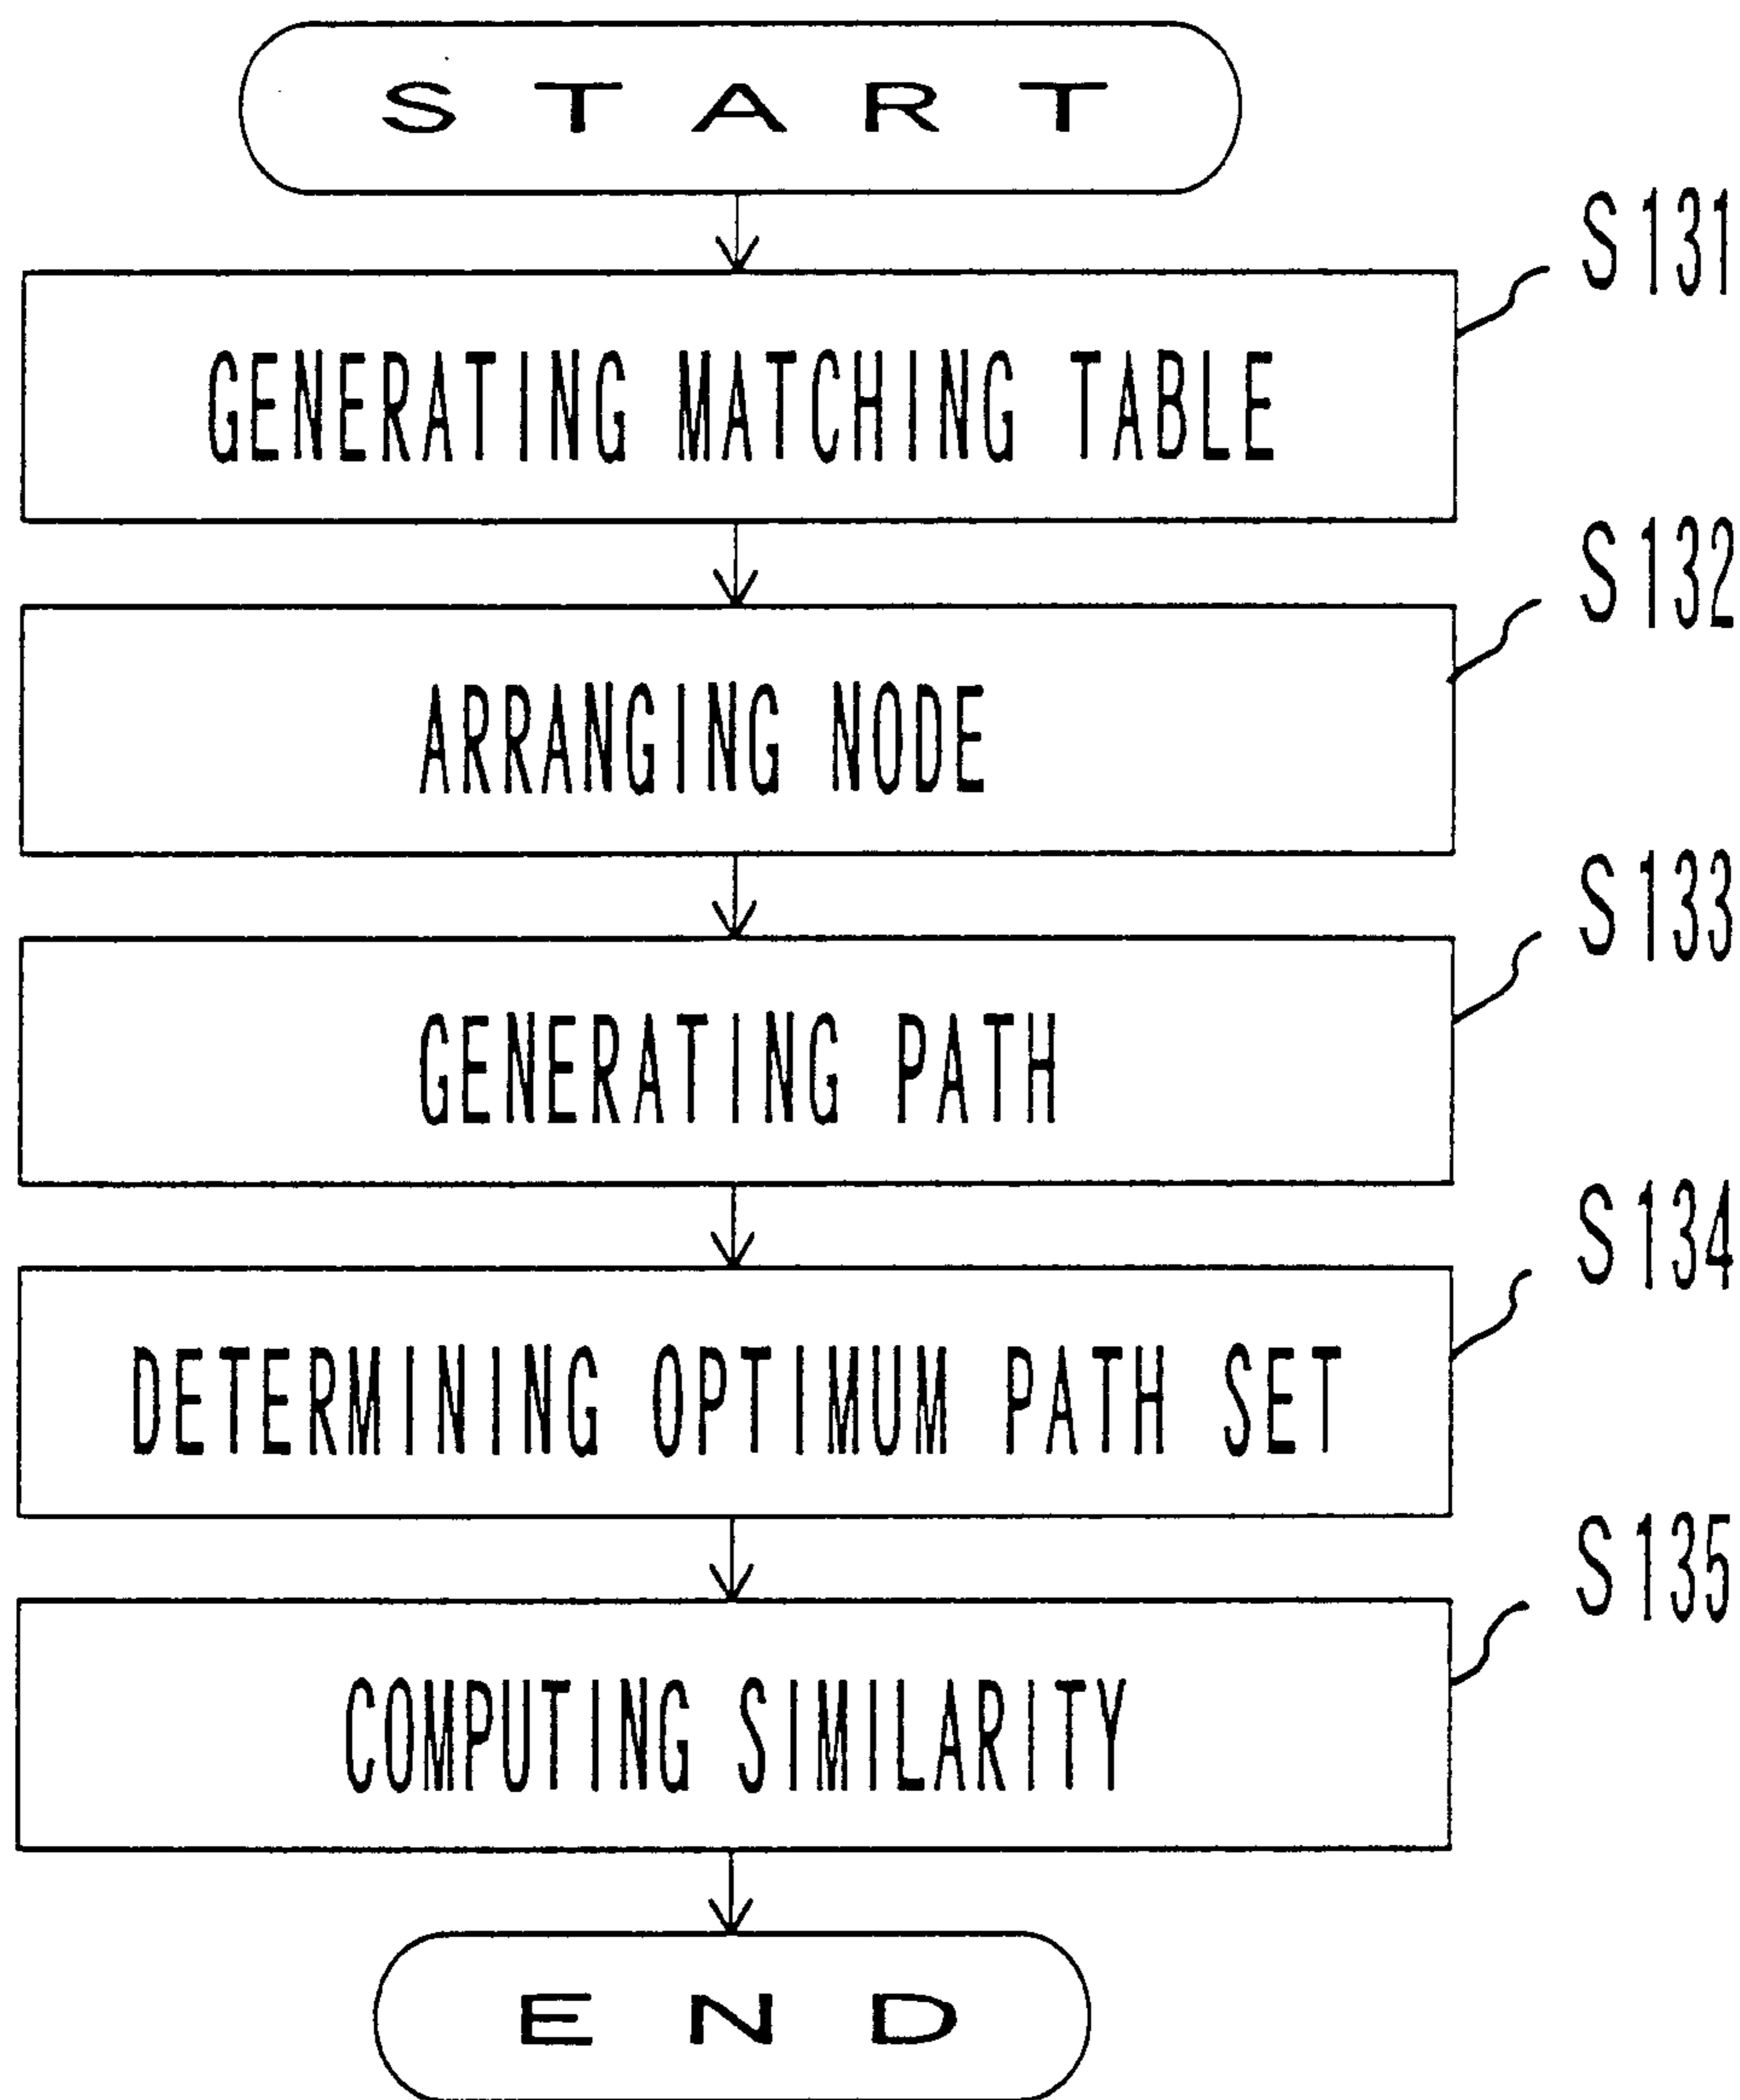 START
S131
GENERATING MATCHING TABLE
S132
ARRANGING NODE
S133
GENERATING PATH
S134
DETERMINING OPTIMUM PATH SET
S135
COMPUTING SIMILARITY
END